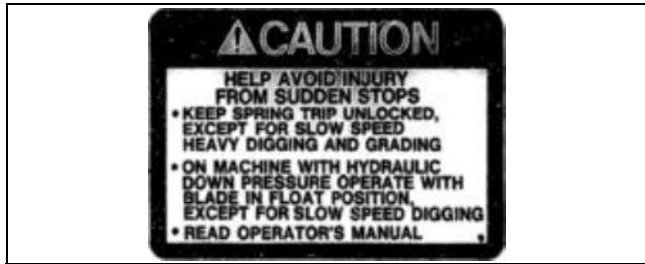 CAUTION
HELP AVOID INJURY
FROM SUDDEN STOPS
• KEEP SPRING TRIP UNLOCKED,
EXCEPT FOR SLOW SPEED
HEAVY DIGGING AND GRADING
• ON MACHINE WITH HYDRAULIC
DOWN PRESSURE OPERATE WITH
BLADE IN FLOAT POSITION,
EXCEPT FOR SLOW SPEED DIGGING
• READ OPERATOR'S MANUAL